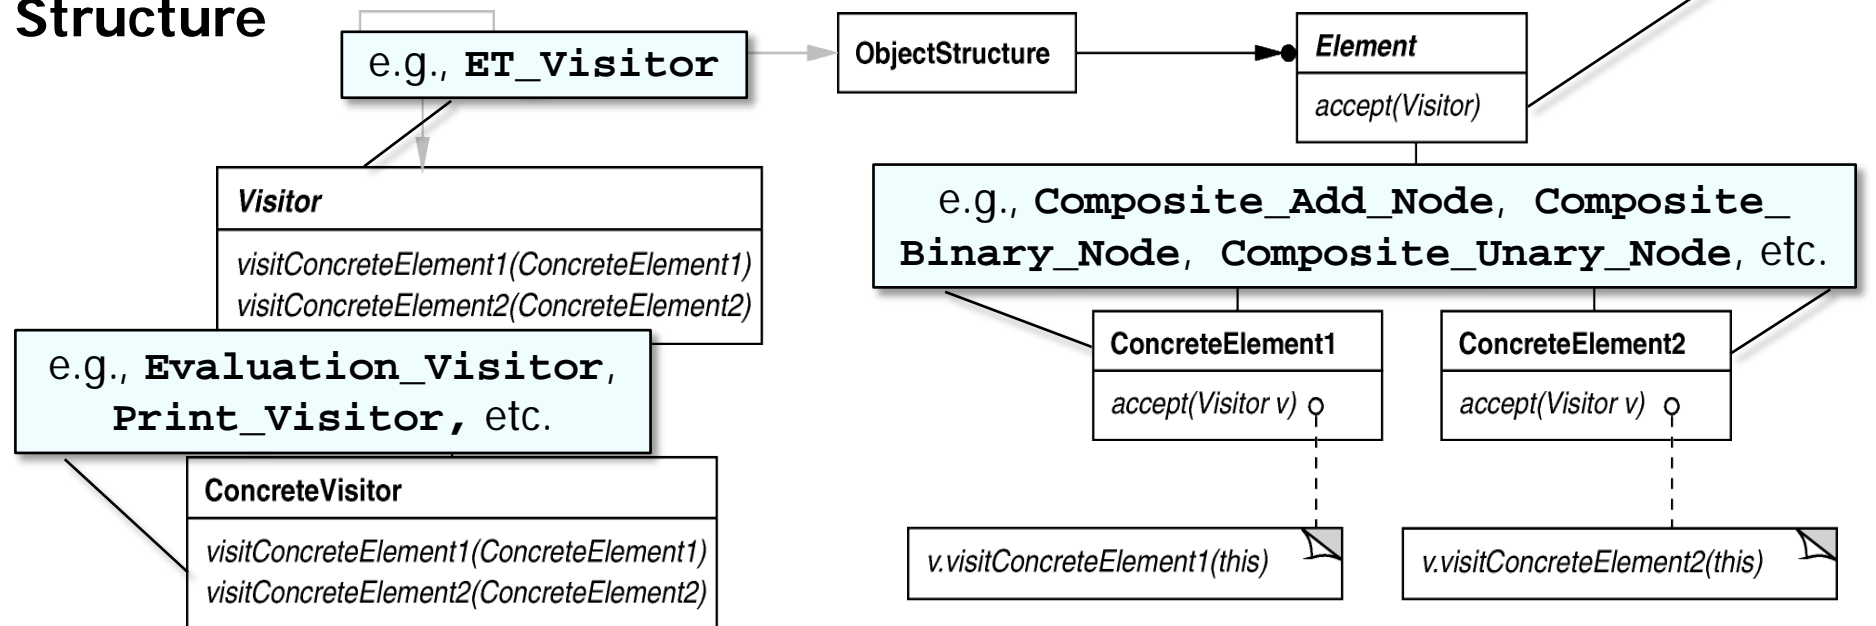 Structure
e.g., ET_Visitor
ObjectStructure
Element
accept(Visitor)
Visitor
visitConcreteElement1(ConcreteElement1)
visitConcreteElement2(ConcreteElement2)
e.g., Composite_Add_Node, Composite_
Binary_Node, Composite_Unary_Node, etc.
e.g., Evaluation_Visitor,
Print_Visitor, etc.
ConcreteElement1
accept(Visitor v)
ConcreteElement2
accept(Visitor v)
ConcreteVisitor
visitConcreteElement1(ConcreteElement1)
visitConcreteElement2(ConcreteElement2)
v.visitConcreteElement1(this)
v.visitConcreteElement2(this)